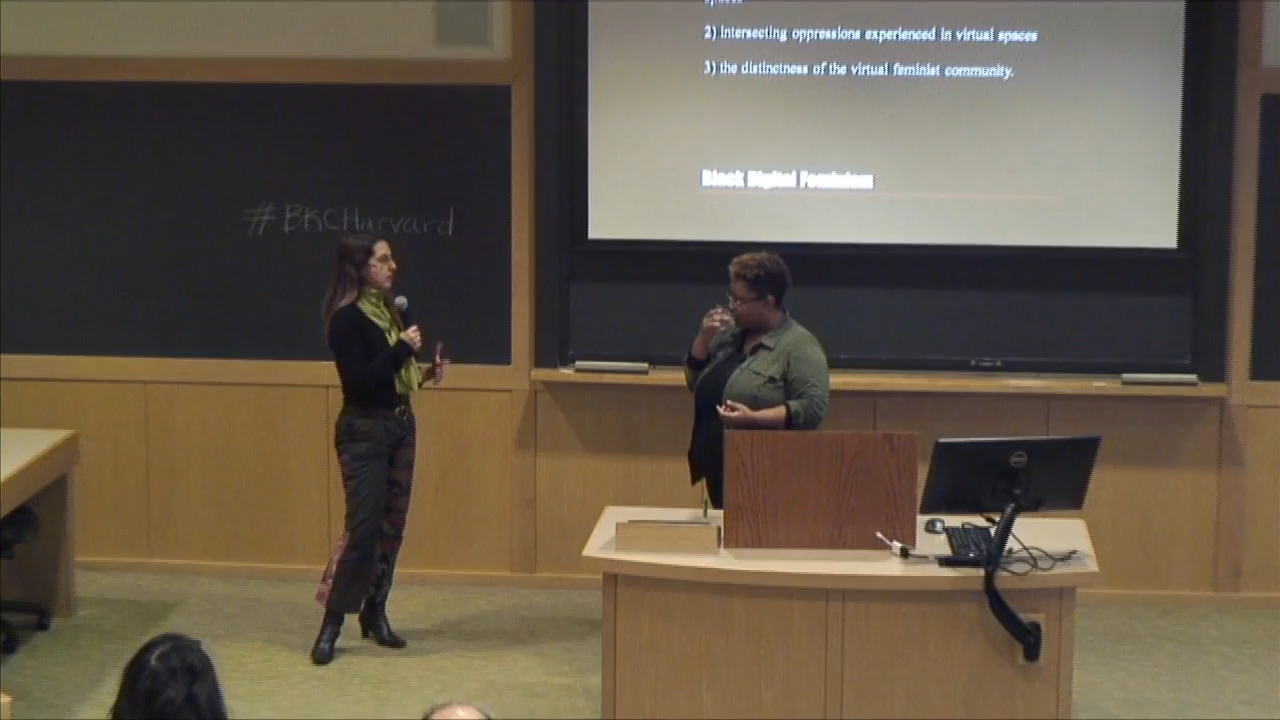 2) intersecting oppressions experienced in virtual spaces
3) the distinctness of the virtual feminist community.
Black Digital Feminism
#BKCHarvard
DELL